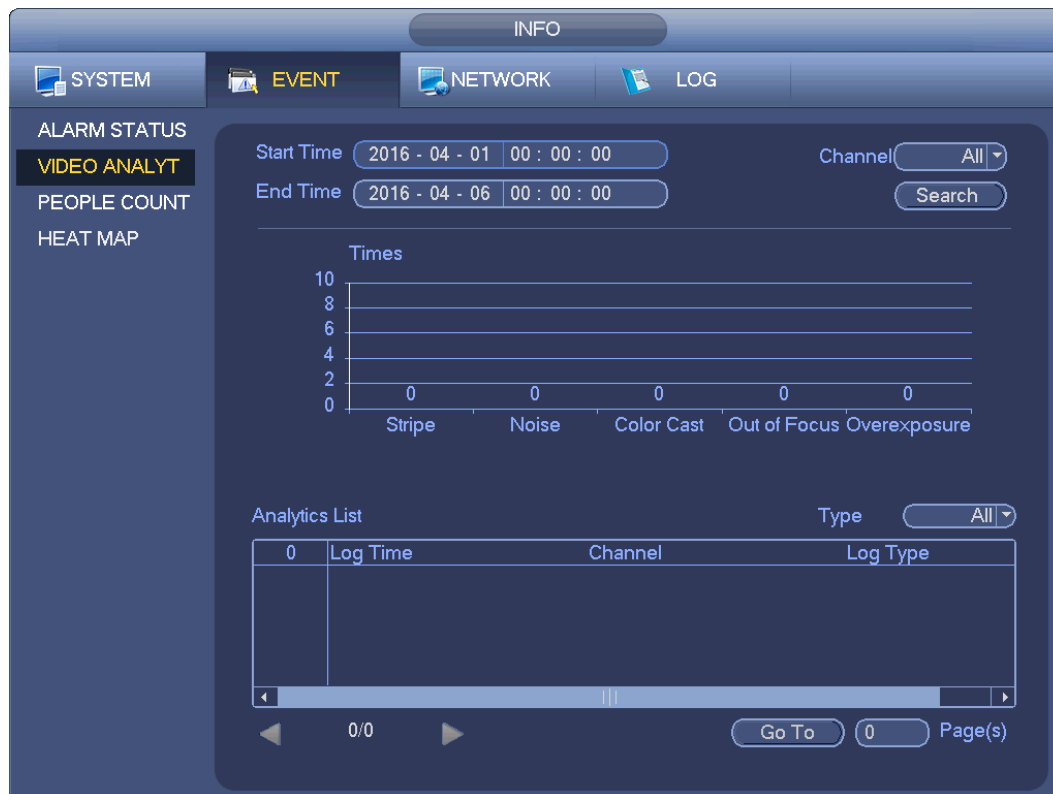 INFO
SYSTEM EVENT NETWORK LOG
ALARM STATUS
VIDEO ANALYT
PEOPLE COUNT
HEAT MAP
Start Time 2016 - 04 - 01 00 : 00 : 00 Channel All
End Time 2016 - 04 - 06 00 : 00 : 00 Search
Times
10
8
6
4
2
0
0 0 0 0 0
Stripe Noise Color Cast Out of Focus Overexposure
Analytics List Type All
0 Log Time Channel Log Type
0/0 Go To 0 Page(s)